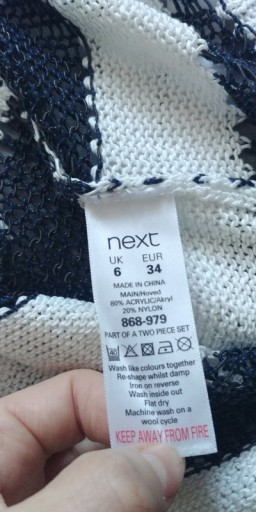 next
UK EUR
6 34
MADE IN CHINA
MAIN/Hoved
80% ACRYLIC/Akryl
20% NYLON
868-979
PART OF A TWO PIECE SET
40
Wash like colours together
Re-shape whilst damp
Iron on reverse
Wash inside out
Flat dry
Machine wash on a
wool cycle
KEEP AWAY FROM FIRE